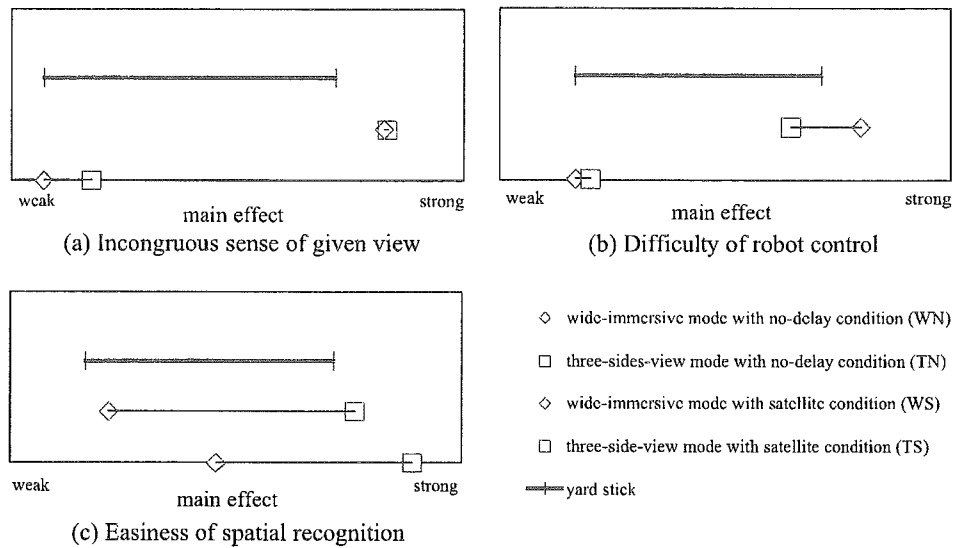 weak
strong
main effect
(a) Incongruous sense of given view
weak
strong
main effect
(b) Difficulty of robot control
weak
strong
main effect
(c) Easiness of spatial recognition
wide-immersive mode with no-delay condition (WN)
three-sides-view mode with no-delay condition (TN)
wide-immersive mode with satellite condition (WS)
three-side-view mode with satellite condition (TS)
yard stick